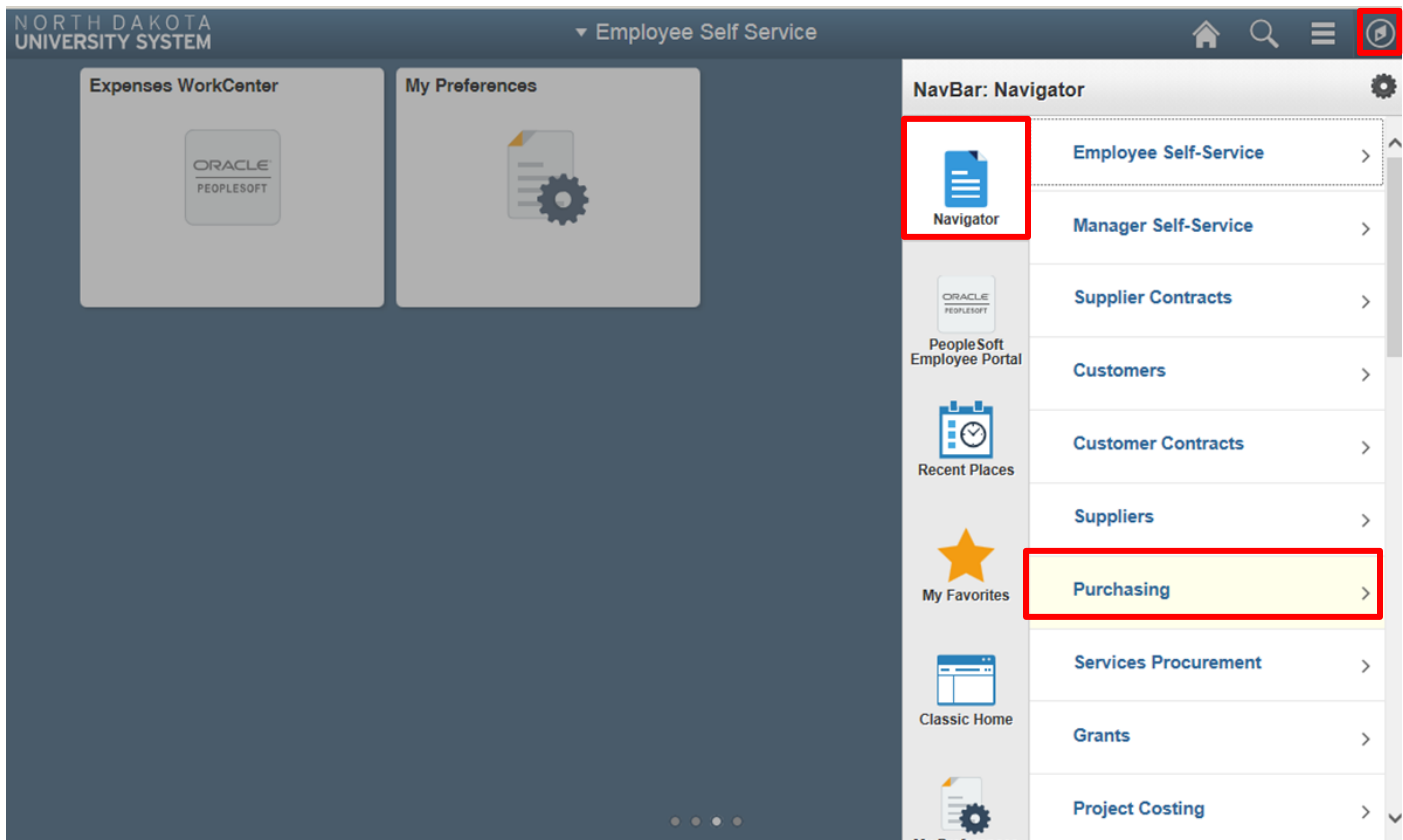 NORTH DAKOTA
UNIVERSITY SYSTEM
Employee Self Service
Expenses WorkCenter
ORACLE
PEOPLESOFT
My Preferences
NavBar: Navigator
Navigator
ORACLE
PEOPLESOFT
PeopleSoft
Employee Portal
Recent Places
My Favorites
Classic Home
Employee Self-Service
Manager Self-Service
Supplier Contracts
Customers
Customer Contracts
Suppliers
Purchasing
Services Procurement
Grants
Project Costing